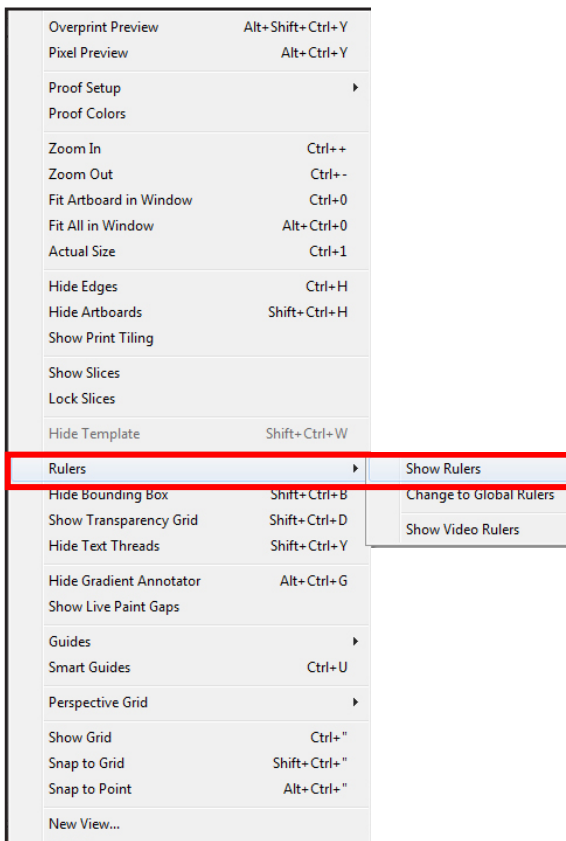 Overprint Preview Alt+Shift+Ctrl+Y
Pixel Preview Alt+Ctrl+Y
Proof Setup
Proof Colors
Zoom In Ctrl++
Zoom Out Ctrl+-
Fit Artboard in Window Ctrl+0
Fit All in Window Alt+Ctrl+0
Actual Size Ctrl+1
Hide Edges Ctrl+H
Hide Artboards Shift+Ctrl+H
Show Print Tiling
Show Slices
Lock Slices
Hide Template Shift+Ctrl+W
Rulers Show Rulers
Hide Bounding Box Shift+Ctrl+B Change to Global Rulers
Show Transparency Grid Shift+Ctrl+D
Show Video Rulers
Hide Text Threads Shift+Ctrl+Y
Hide Gradient Annotator Alt+Ctrl+G
Show Live Paint Gaps
Guides
Smart Guides Ctrl+U
Perspective Grid
Show Grid Ctrl+"
Snap to Grid Shift+Ctrl+"
Snap to Point Alt+Ctrl+"
New View...